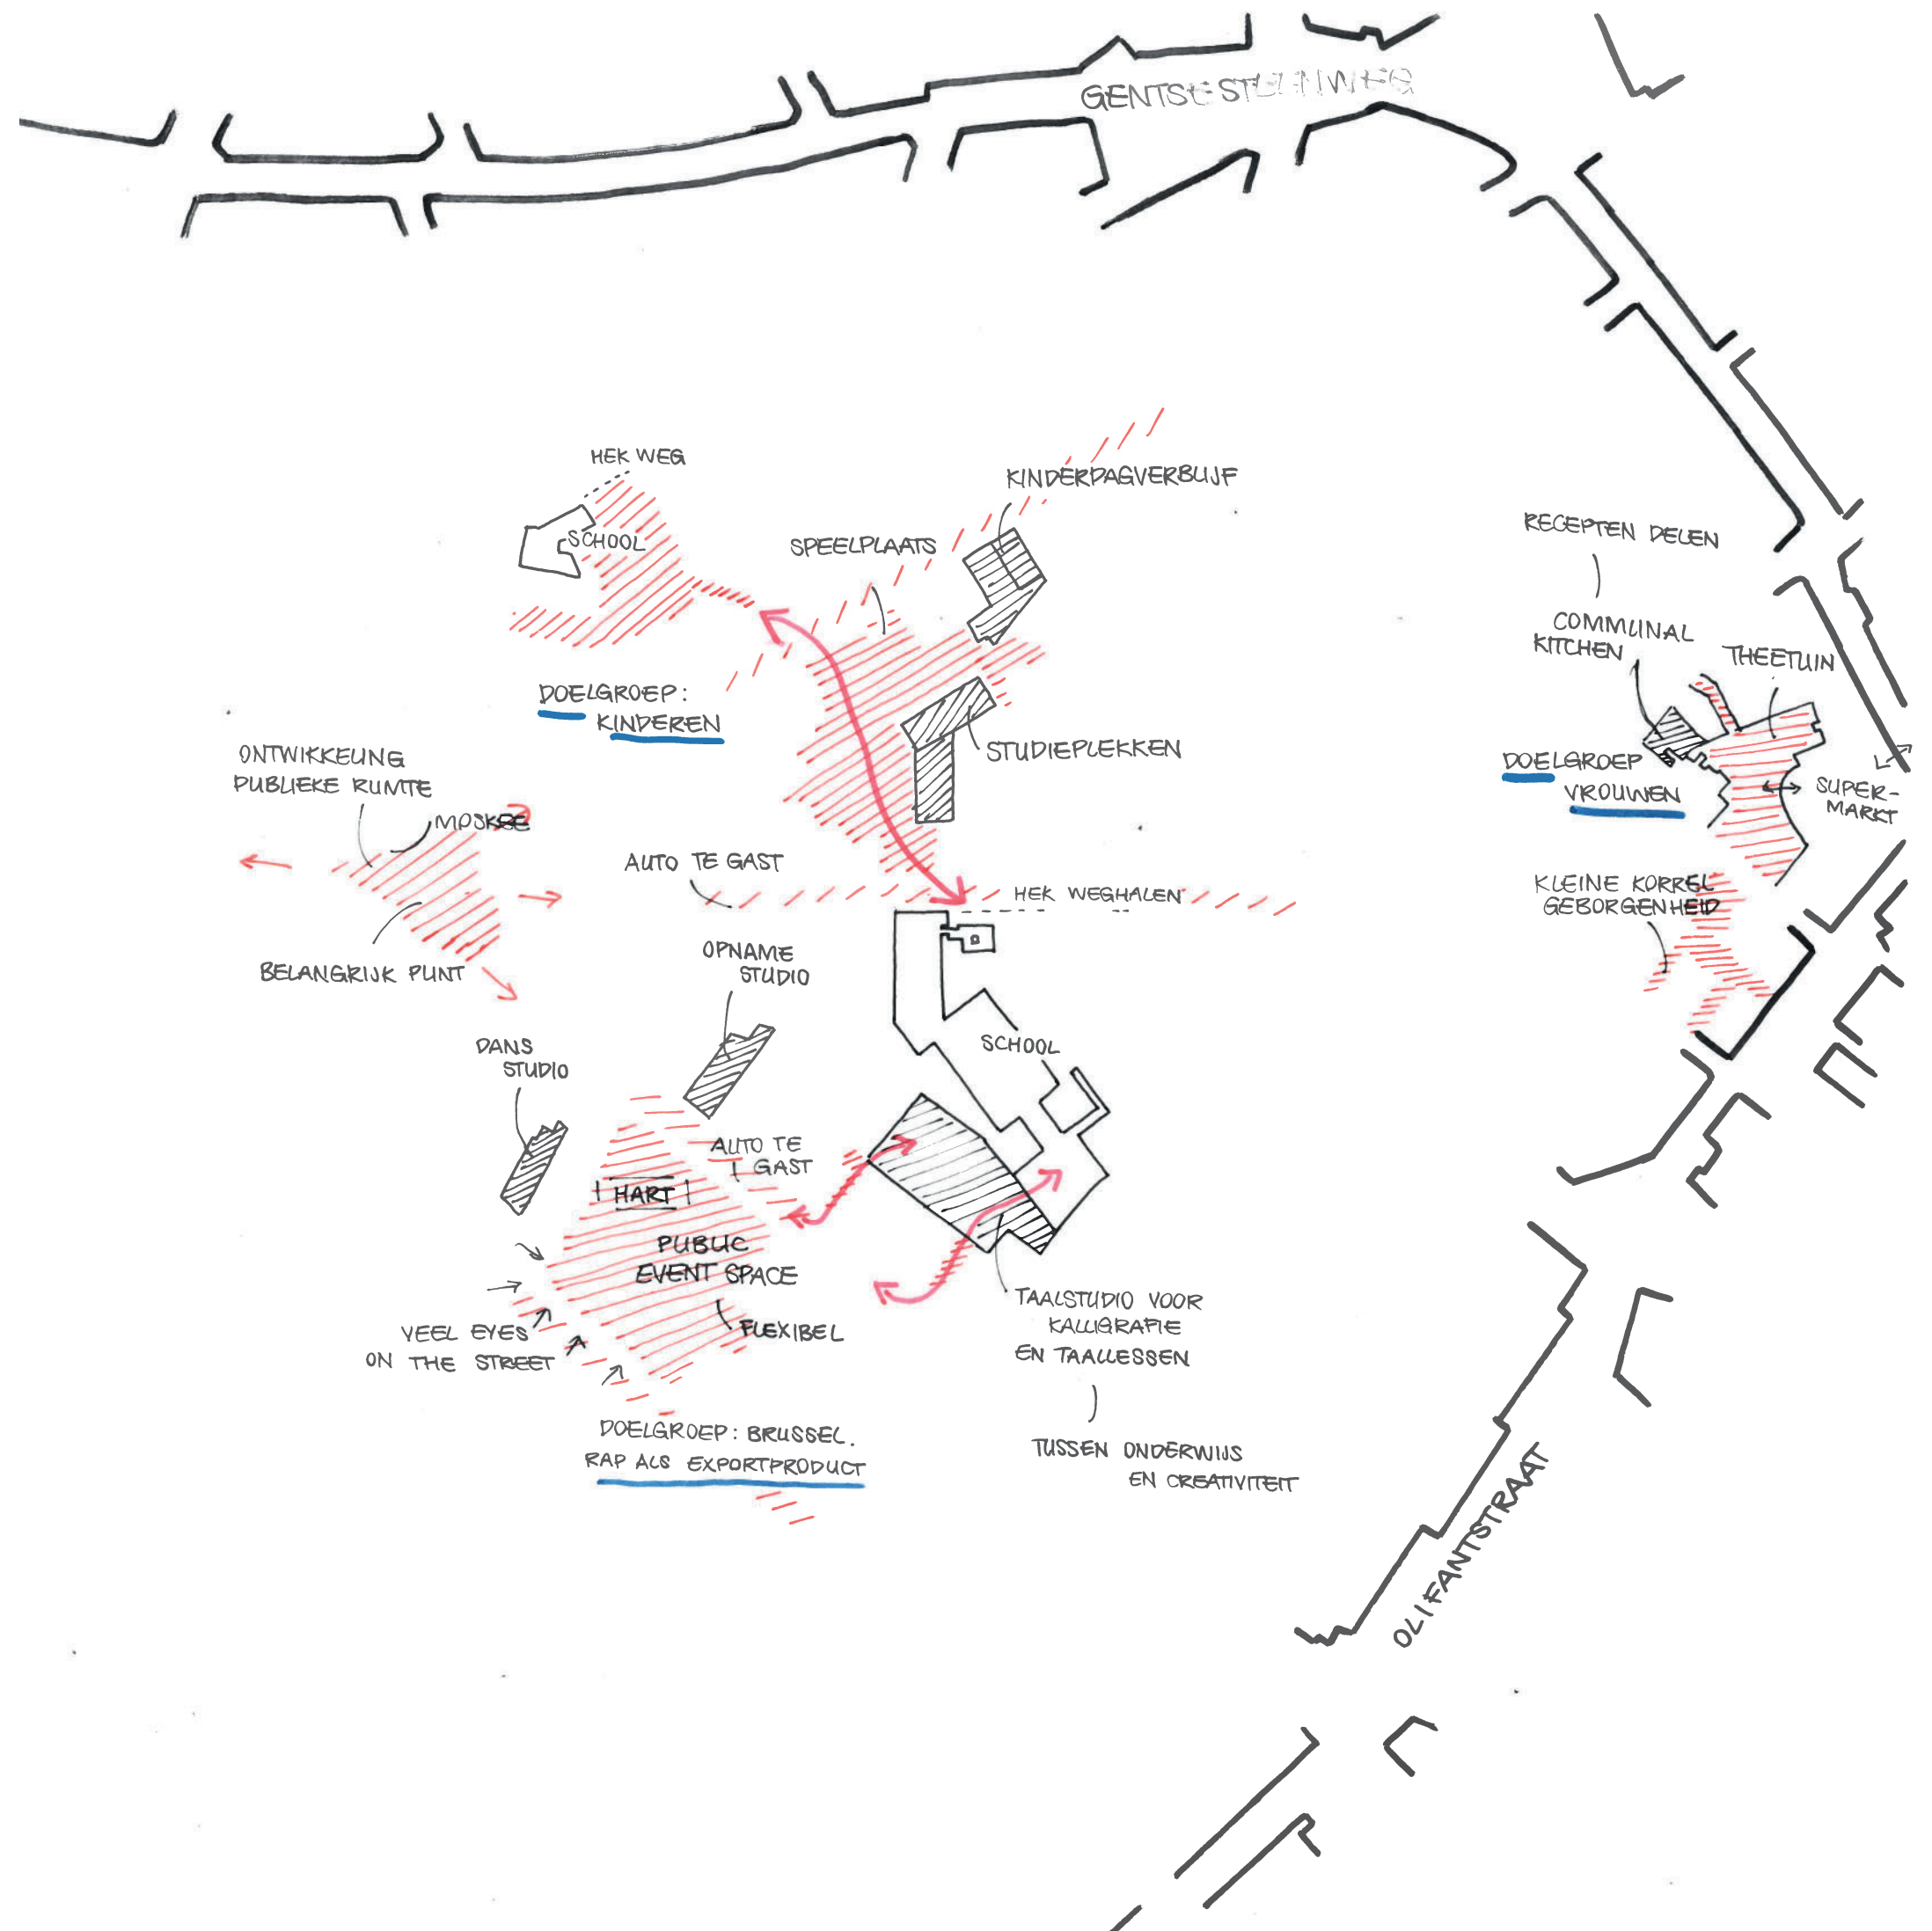 GENTSESTEENWEG
HEK WEG
SCHOOL
KINDERDAGVERBLIJF
SPEELPLAATS
DOELGROEP:
KINDEREN
STUDIEPLEKKEN
RECEPTEN DELEN
COMMUNAL
KITCHEN
THEETUIN
DOELGROEP
VROUWEN
SUPER-
MARKT
KLEINE KORREL
GEBORGENHEID
ONTWIKKELING
PUBLIEKE RUIMTE
MOSKEE
BELANGRIJK PUNT
AUTO TE GAST
HEK WEGHALEN
OPNAME
STUDIO
DANS
STUDIO
SCHOOL
AUTO TE
GAST
HART
PUBLIC
EVENT SPACE
FLEXIBEL
VEEL EYES
ON THE STREET
TAALSTUDIO VOOR
KALLIGRAFIE
EN TAALLESSEN
TUSSEN ONDERWIJS
EN CREATIVITEIT
DOELGROEP: BRUSSEL.
RAP ALS EXPORTPRODUCT
OLIFANTSTRAAT